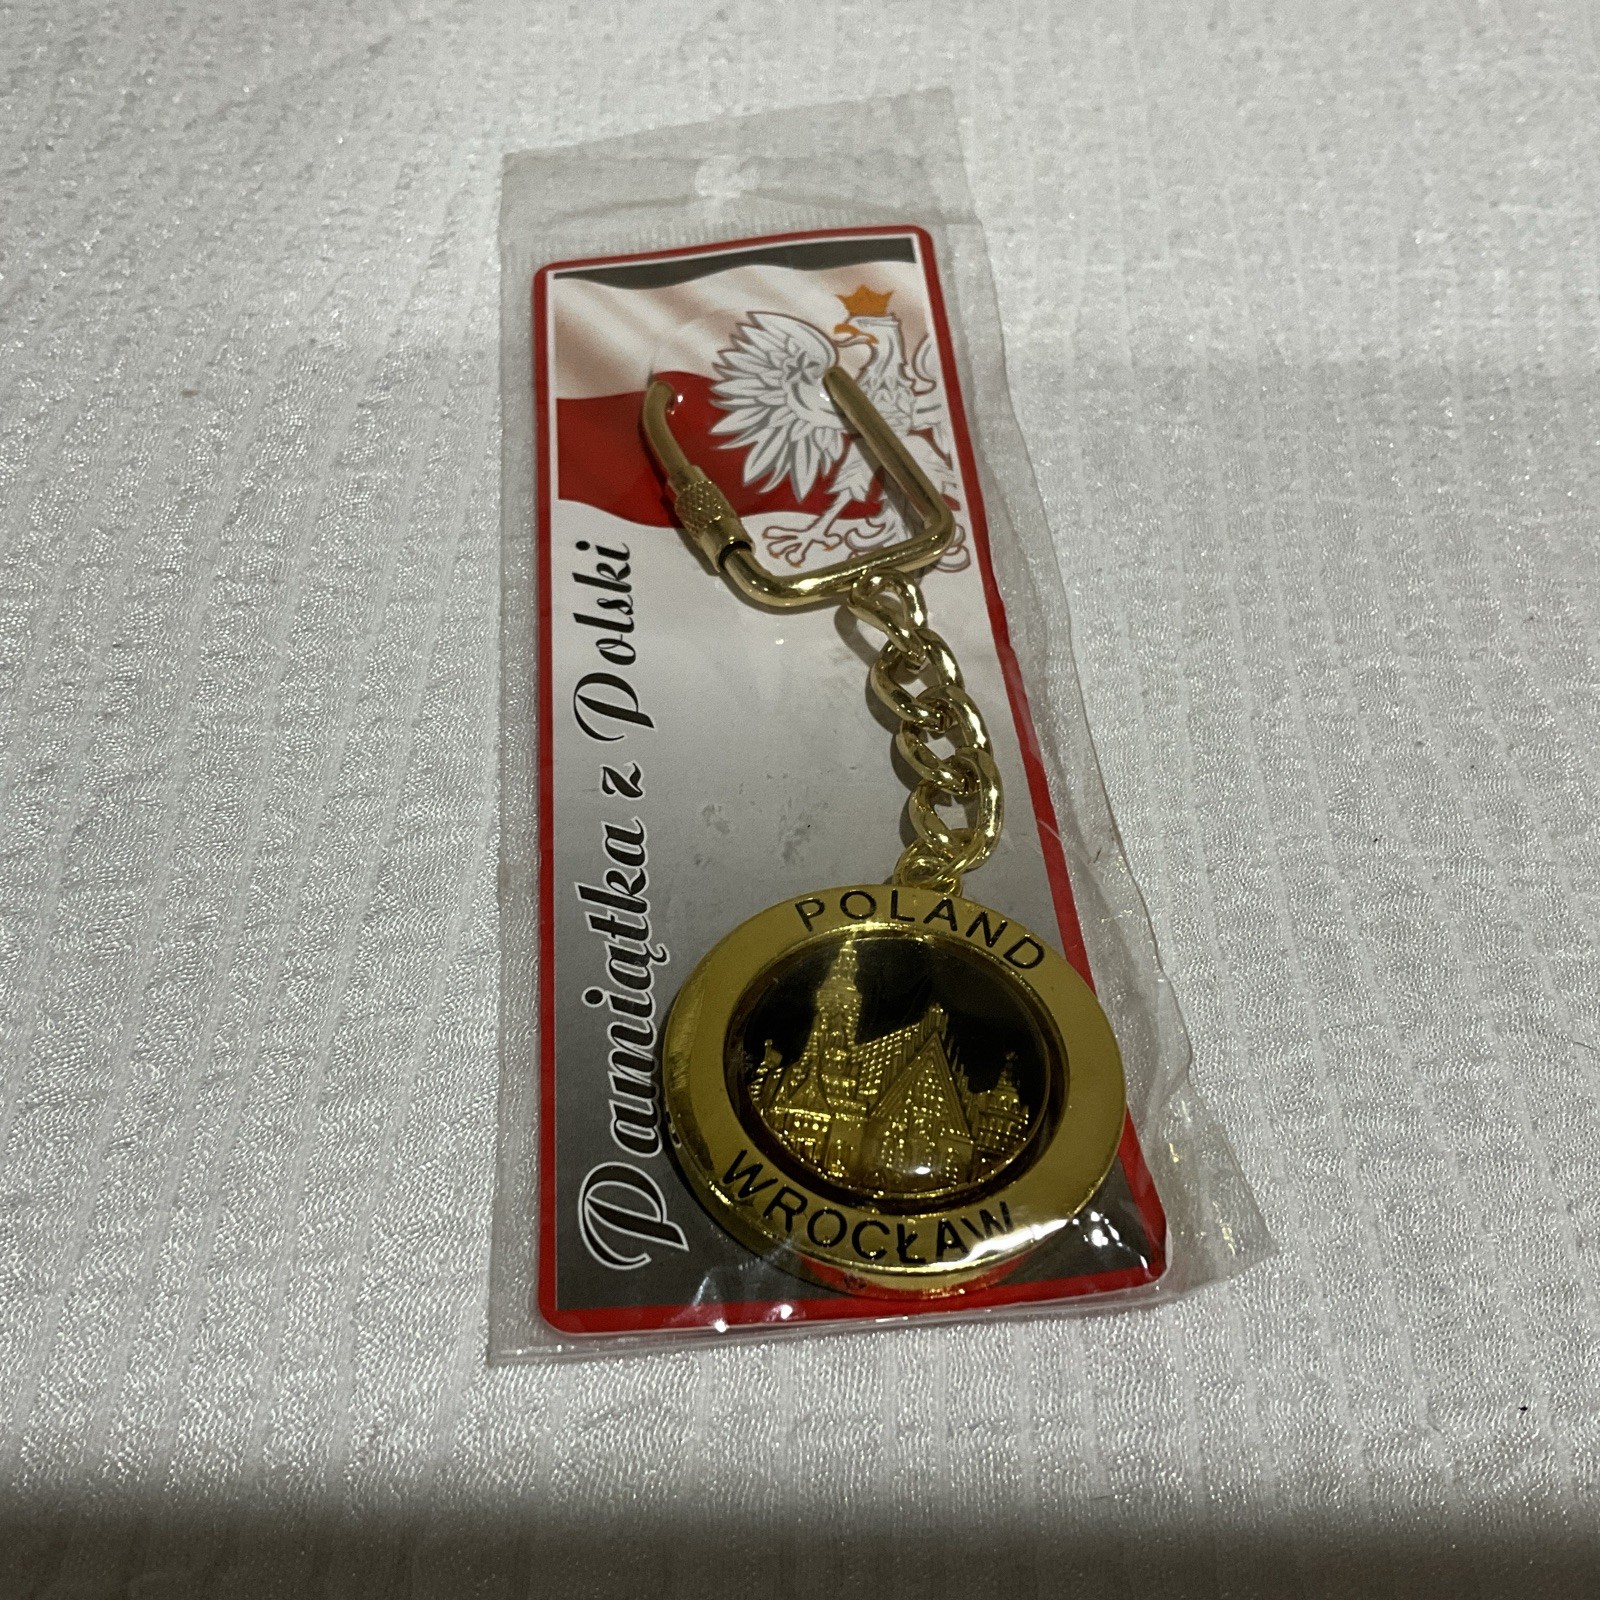 Pamiątka z Polski
POLAND
WROCŁAW